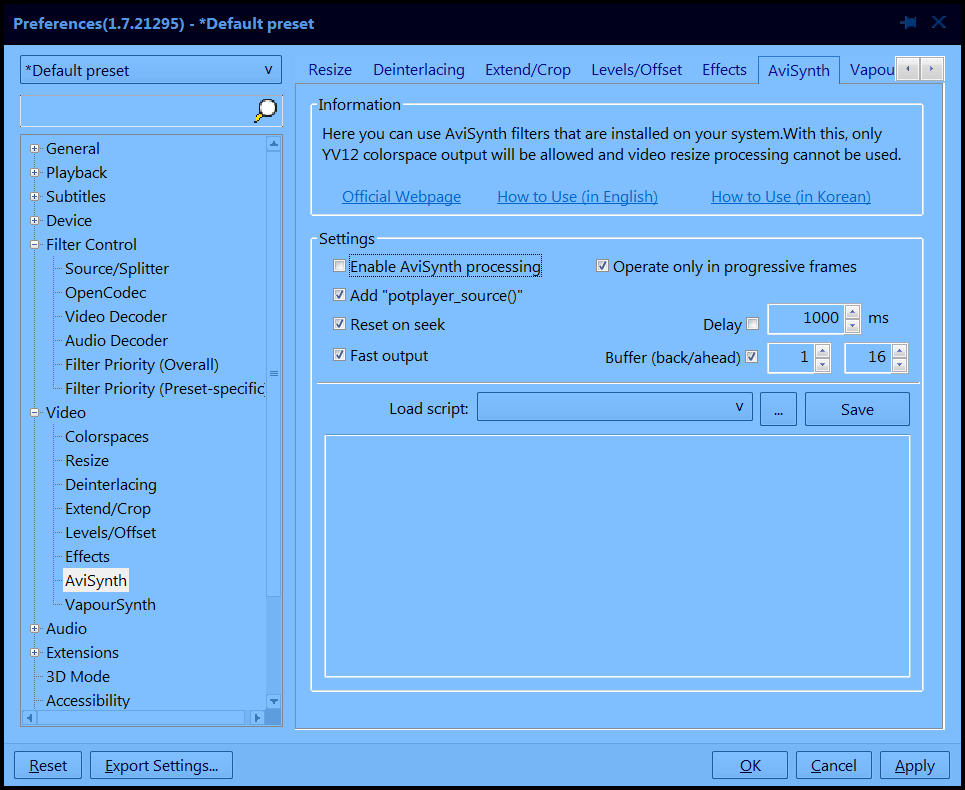 Preferences(1.7.21295) - *Default preset
*Default preset
General
Playback
Subtitles
Device
Filter Control
Source/Splitter
OpenCodec
Video Decoder
Audio Decoder
Filter Priority (Overall)
Filter Priority (Preset-specific
Video
Colorspaces
Resize
Deinterlacing
Extend/Crop
Levels/Offset
Effects
AviSynth
VapourSynth
Audio
Extensions
3D Mode
Accessibility
Resize Deinterlacing Extend/Crop Levels/Offset Effects AviSynth Vapou
Information
Here you can use AviSynth filters that are installed on your system.With this, only
YV12 colorspace output will be allowed and video resize processing cannot be used.
Official Webpage How to Use (in English) How to Use (in Korean)
Settings
Enable AviSynth processing Operate only in progressive frames
Add "potplayer_source()"
Reset on seek Delay 1000 ms
Fast output Buffer (back/ahead) 1 16
Load script: ... Save
Reset Export Settings... OK Cancel Apply